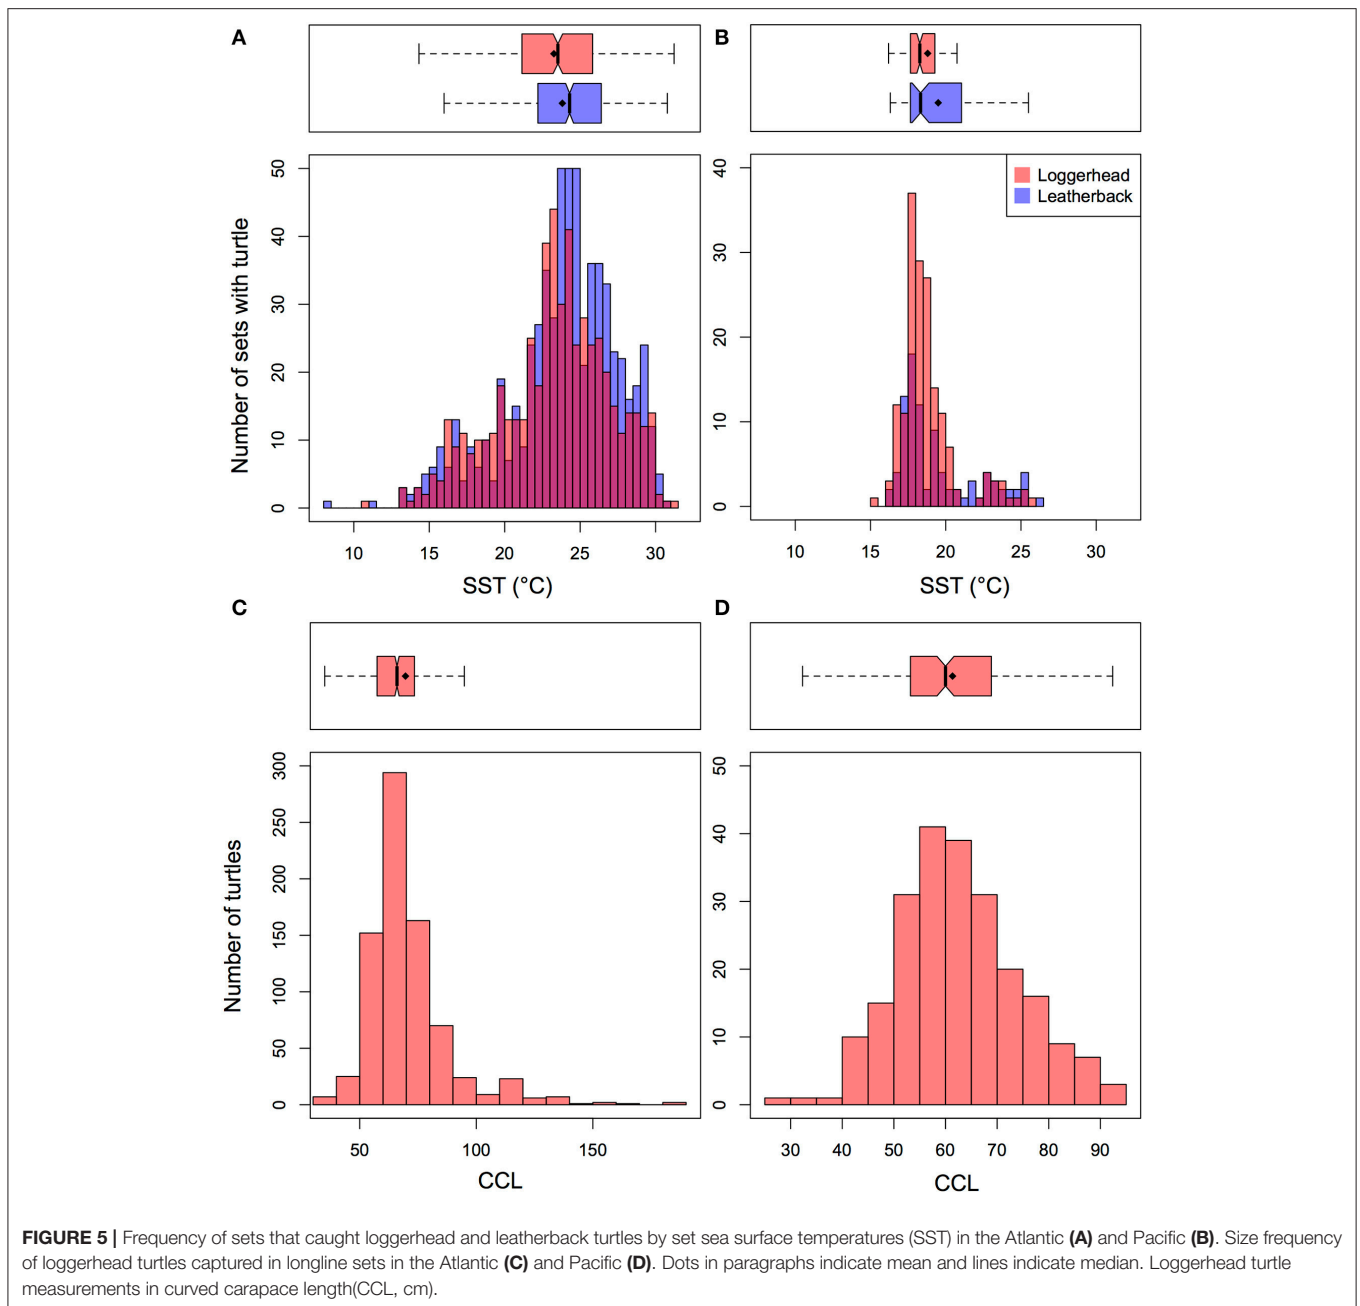 A
B
50
40
30
20
10
0
Number of sets with turtle
10 15 20 25 30
SST (°C)
Loggerhead
Leatherback
40
30
20
10
0
10 15 20 25 30
SST (°C)
C
D
300
250
200
150
100
50
0
Number of turtles
50 100 150
CCL
50
40
30
20
10
0
30 40 50 60 70 80 90
CCL
FIGURE 5 | Frequency of sets that caught loggerhead and leatherback turtles by set sea surface temperatures (SST) in the Atlantic (A) and Pacific (B). Size frequency
of loggerhead turtles captured in longline sets in the Atlantic (C) and Pacific (D). Dots in paragraphs indicate mean and lines indicate median. Loggerhead turtle
measurements in curved carapace length(CCL, cm).